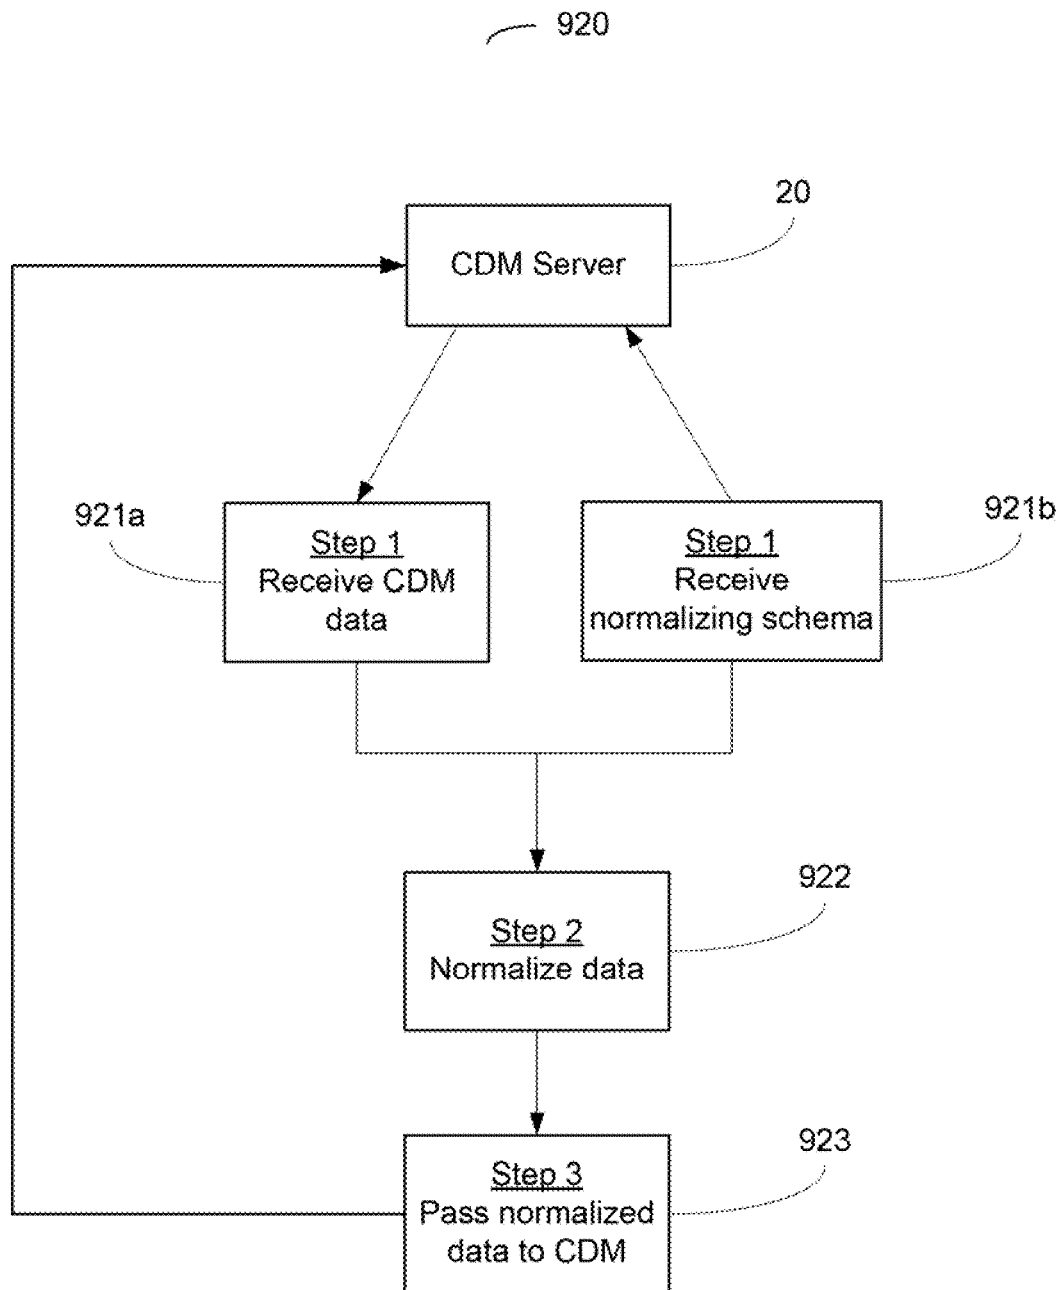 920
20
CDM Server
921a
Step 1
Receive CDM
data
Step 1
Receive
normalizing schema
921b
922
Step 2
Normalize data
923
Step 3
Pass normalized
data to CDM